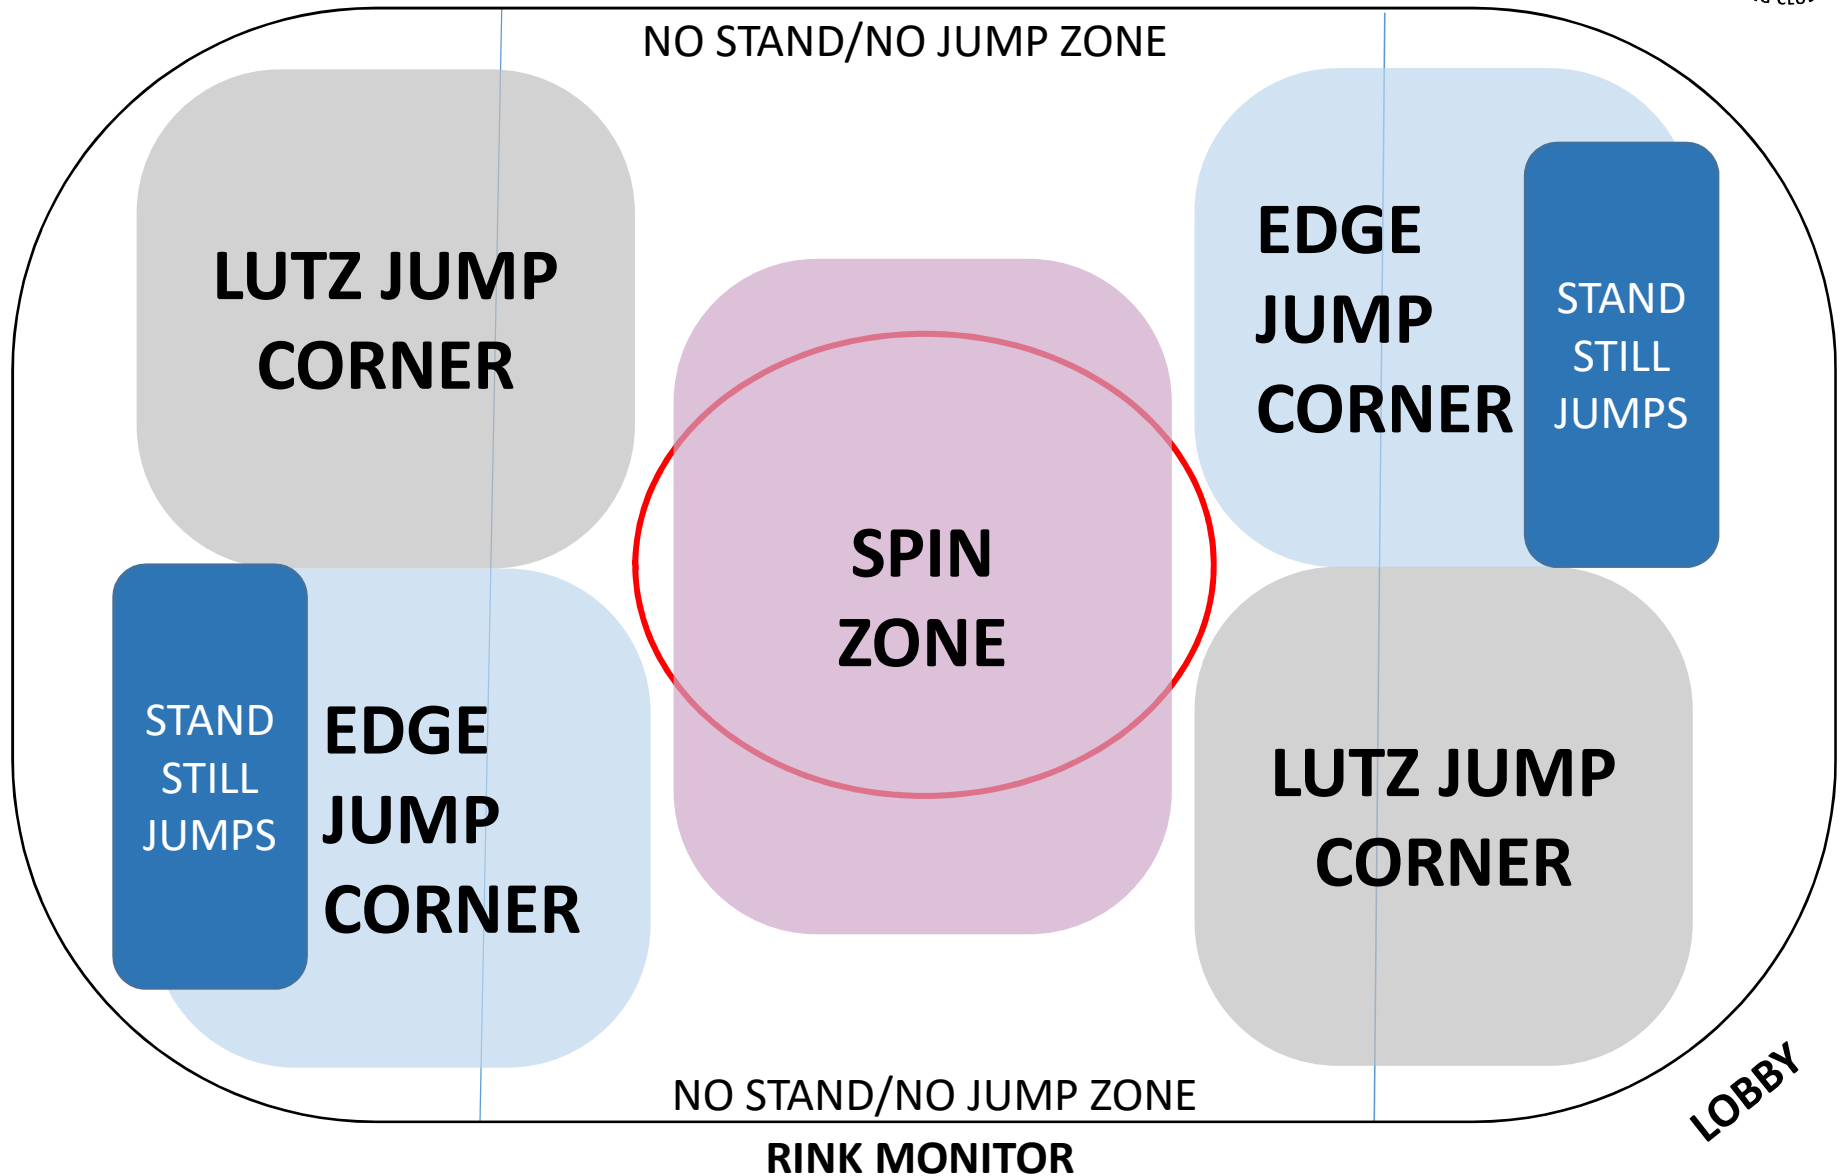 NO STAND/NO JUMP ZONE
LUTZ JUMP
CORNER
EDGE
JUMP
CORNER
STAND
STILL
JUMPS
SPIN
ZONE
STAND
STILL
JUMPS
EDGE
JUMP
CORNER
LUTZ JUMP
CORNER
NO STAND/NO JUMP ZONE
LOBBY
RINK MONITOR